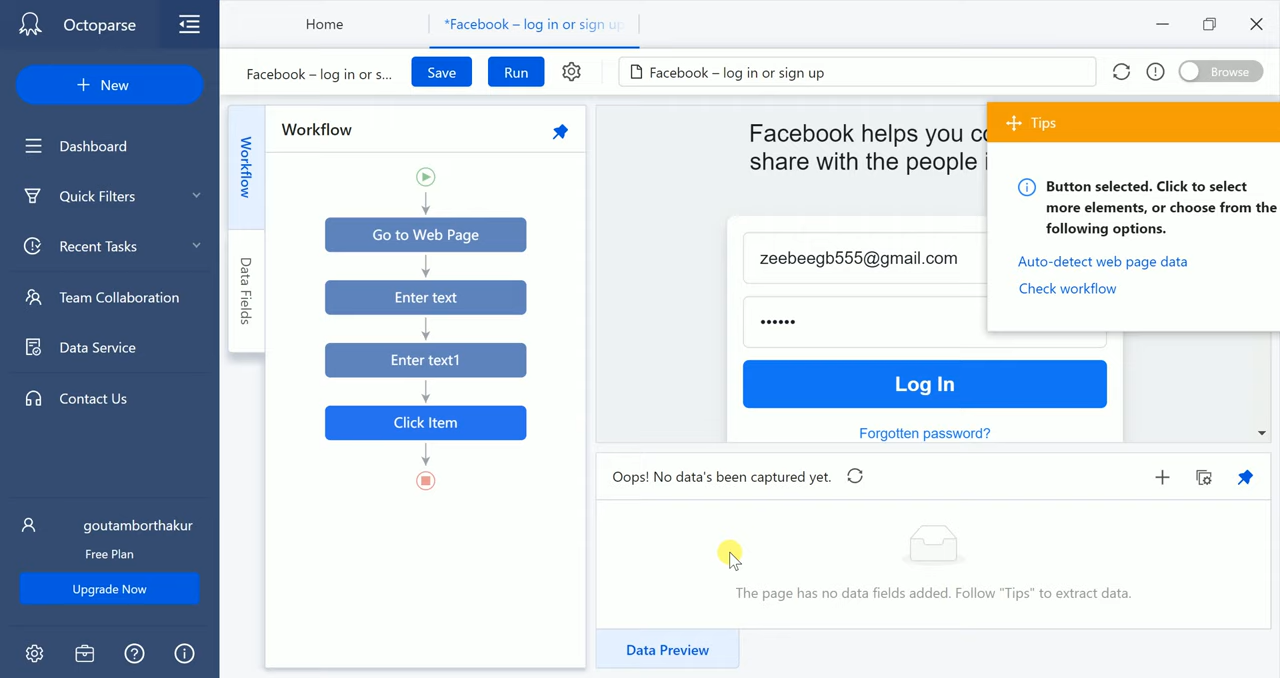 Octoparse
New
Dashboard
Quick Filters
Recent Tasks
Team Collaboration
Data Service
Contact Us
goutamborthakur
Free Plan
Upgrade Now
Home
*Facebook – log in or sign up
Facebook – log in or s...
Save
Run
Facebook – log in or sign up
Browse
Workflow
Data Fields
Workflow
Go to Web Page
Enter text
Enter text1
Click Item
Facebook helps you co
share with the people i
zeebeegb555@gmail.com
••••••
Log In
Forgotten password?
Tips
Button selected. Click to select
more elements, or choose from the
following options.
Auto-detect web page data
Check workflow
Oops! No data's been captured yet.
The page has no data fields added. Follow "Tips" to extract data.
Data Preview